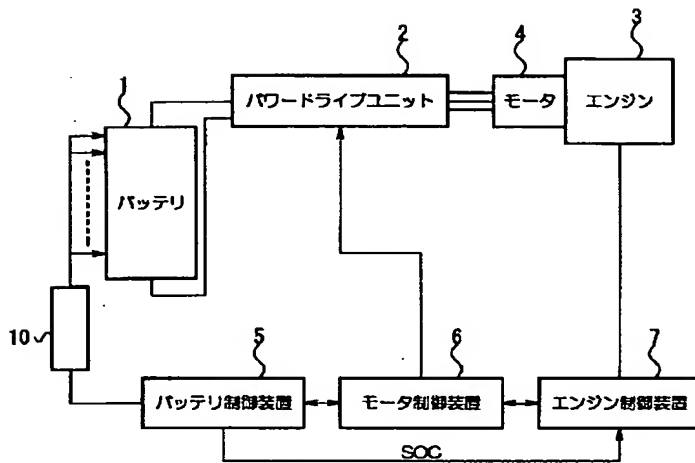 2
4
3
1
パワードライブユニット
モータ
エンジン
バッテリ
10
5
6
7
バッテリ制御装置
モータ制御装置
エンジン制御装置
SOC